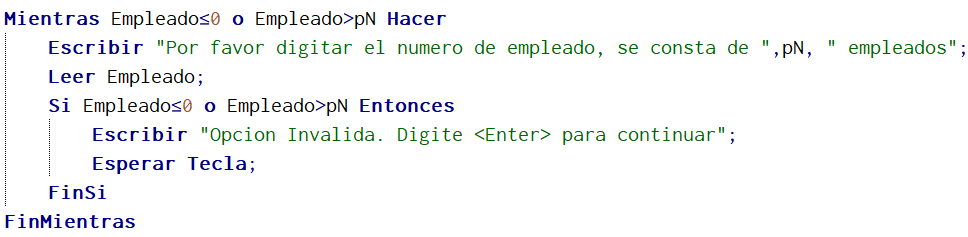 Mientras Empleado≤0 o Empleado>pN Hacer
Escribir "Por favor digitar el numero de empleado, se consta de ",pN, " empleados";
Leer Empleado;
Si Empleado≤0 o Empleado>pN Entonces
Escribir "Opcion Invalida. Digite <Enter> para continuar";
Esperar Tecla;
FinSi
FinMientras